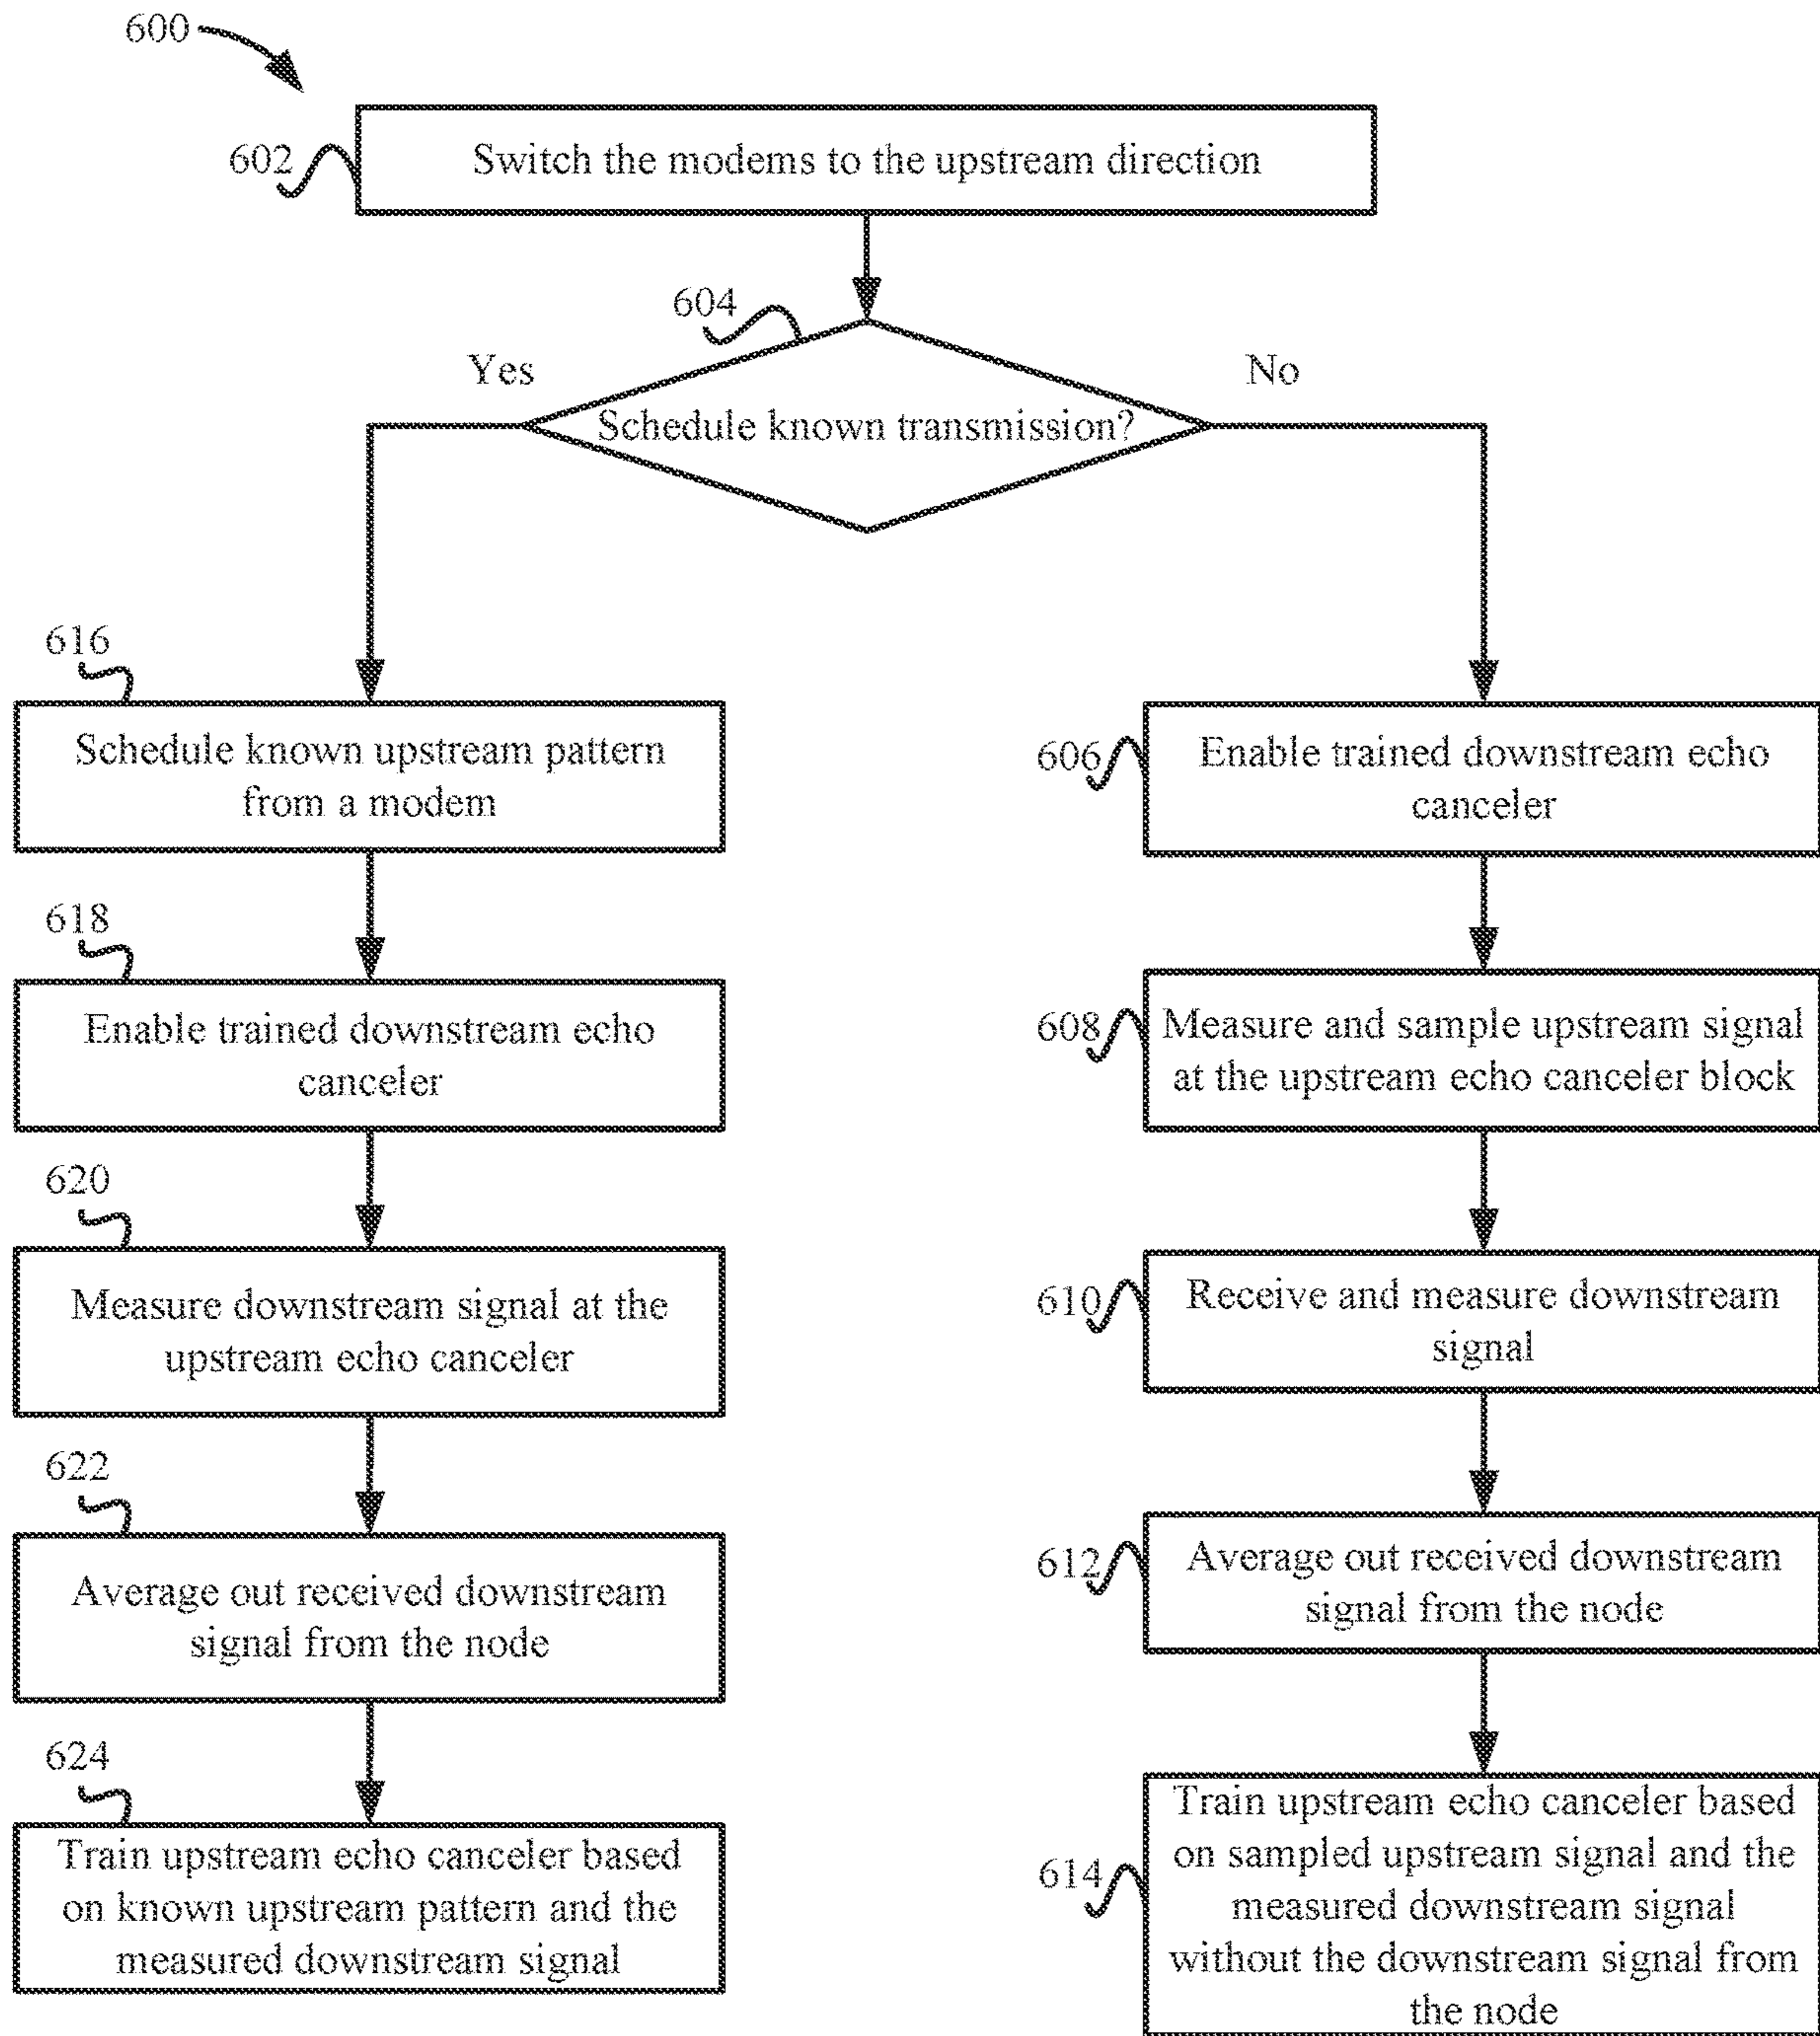 600
602
Switch the modems to the upstream direction
604
Yes
No
Schedule known transmission?
616
Schedule known upstream pattern
from a modem
618
Enable trained downstream echo
canceler
620
Measure downstream signal at the
upstream echo canceler
622
Average out received downstream
signal from the node
624
Train upstream echo canceler based
on known upstream pattern and the
measured downstream signal
606
Enable trained downstream echo
canceler
608
Measure and sample upstream signal
at the upstream echo canceler block
610
Receive and measure downstream
signal
612
Average out received downstream
signal from the node
614
Train upstream echo canceler based
on sampled upstream signal and the
measured downstream signal
without the downstream signal from
the node